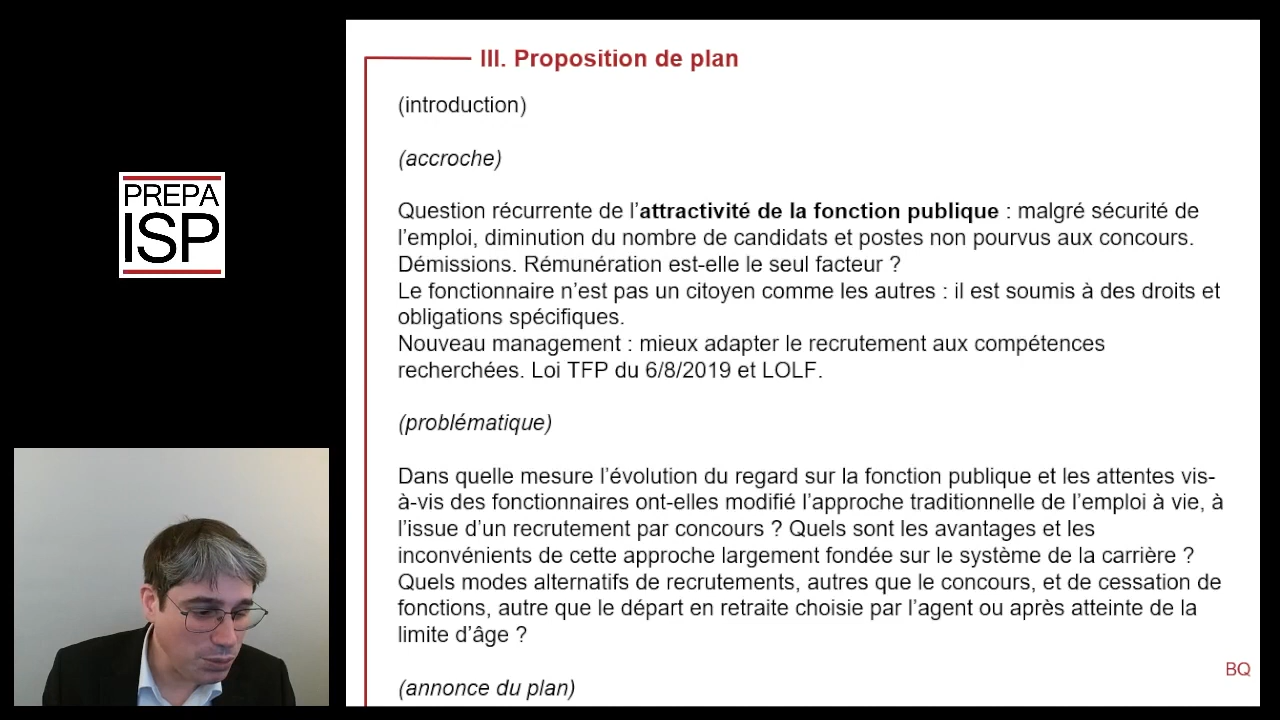 PREPA
ISP
III. Proposition de plan
(introduction)
(accroche)
Question récurrente de l’attractivité de la fonction publique : malgré sécurité de
l’emploi, diminution du nombre de candidats et postes non pourvus aux concours.
Démissions. Rémunération est-elle le seul facteur ?
Le fonctionnaire n’est pas un citoyen comme les autres : il est soumis à des droits et
obligations spécifiques.
Nouveau management : mieux adapter le recrutement aux compétences
recherchées. Loi TFP du 6/8/2019 et LOLF.
(problématique)
Dans quelle mesure l’évolution du regard sur la fonction publique et les attentes vis-
à-vis des fonctionnaires ont-elles modifié l’approche traditionnelle de l’emploi à vie, à
l’issue d’un recrutement par concours ? Quels sont les avantages et les
inconvénients de cette approche largement fondée sur le système de la carrière ?
Quels modes alternatifs de recrutements, autres que le concours, et de cessation de
fonctions, autre que le départ en retraite choisie par l’agent ou après atteinte de la
limite d’âge ?
BQ
(annonce du plan)